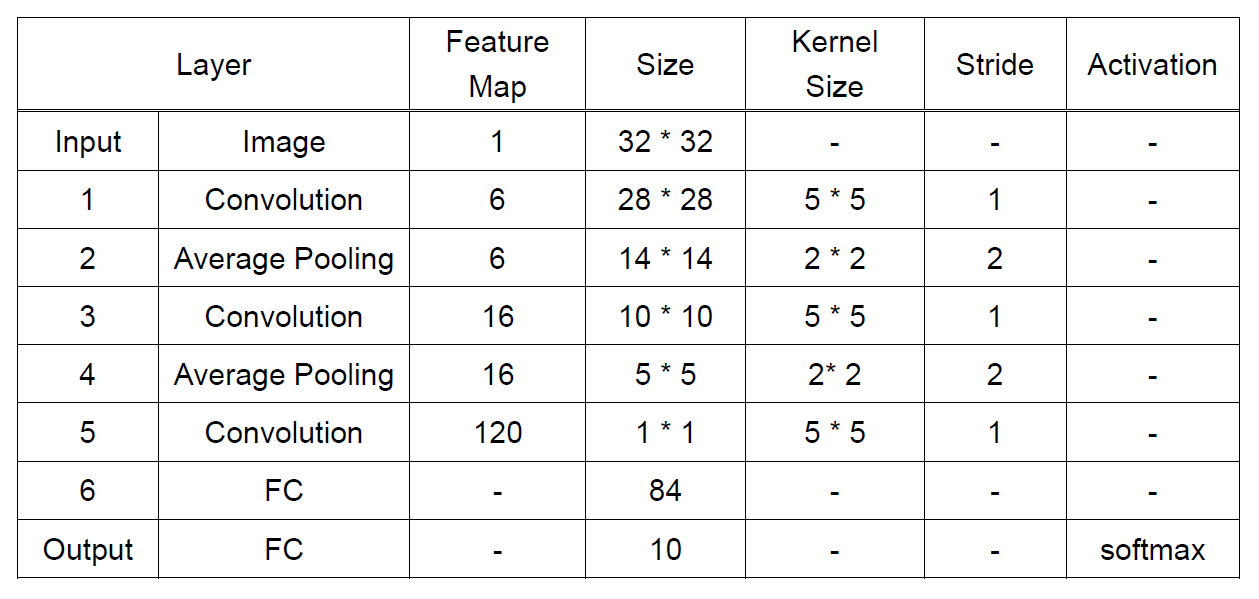 Layer Feature Map Size Kernel Size Stride Activation
Input Image 1 32 * 32 - - -
1 Convolution 6 28 * 28 5 * 5 1 -
2 Average Pooling 6 14 * 14 2 * 2 2 -
3 Convolution 16 10 * 10 5 * 5 1 -
4 Average Pooling 16 5 * 5 2* 2 2 -
5 Convolution 120 1 * 1 5 * 5 1 -
6 FC - 84 - - -
Output FC - 10 - - softmax